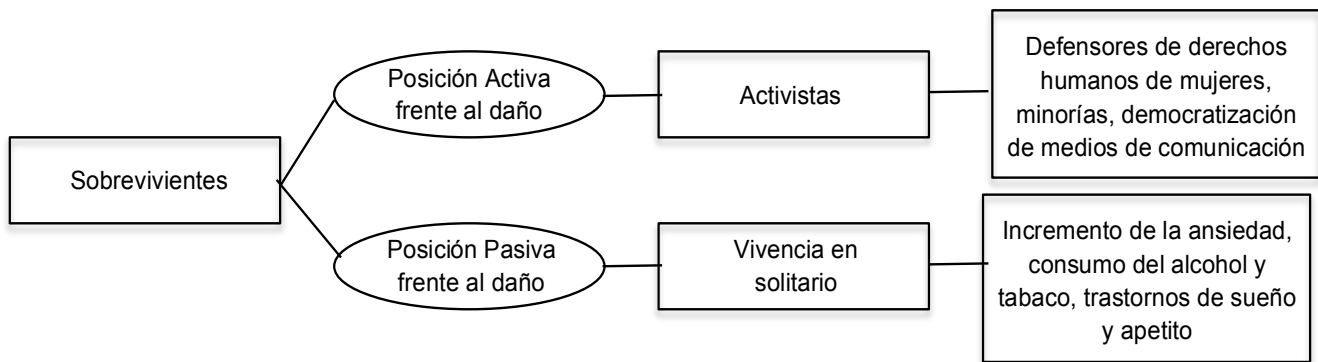 Sobrevivientes
Posición Activa
frente al daño
Activistas
Defensores de derechos
humanos de mujeres,
minorías, democratización
de medios de comunicación
Posición Pasiva
frente al daño
Vivencia en
solitario
Incremento de la ansiedad,
consumo del alcohol y
tabaco, trastornos de sueño
y apetito